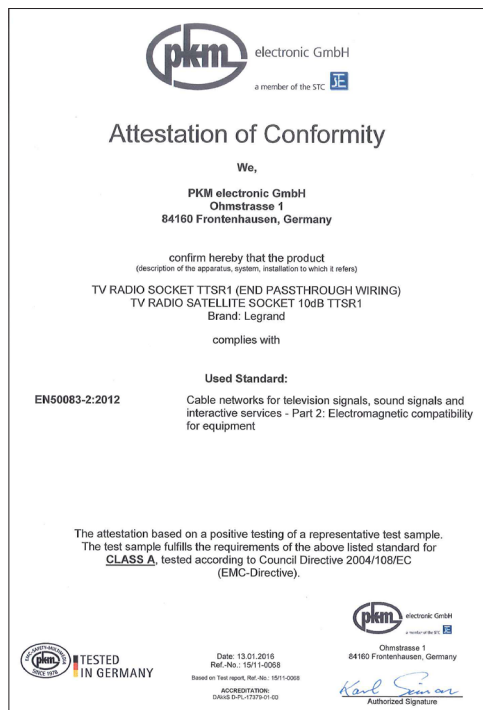 pkm electronic GmbH
a member of the STC
Attestation of Conformity
We,
PKM electronic GmbH
Ohmstrasse 1
84160 Frontenhausen, Germany
confirm hereby that the product
(description of the apparatus, system, installation to which it refers)
TV RADIO SOCKET TTSR1 (END PASSTHROUGH WIRING)
TV RADIO SATELLITE SOCKET 10dB TTSR1
Brand: Legrand
complies with
Used Standard:
EN50083-2:2012 Cable networks for television signals, sound signals and
interactive services - Part 2: Electromagnetic compatibility
for equipment
The attestation based on a positive testing of a representative test sample.
The test sample fulfills the requirements of the above listed standard for
CLASS A, tested according to Council Directive 2004/108/EC
(EMC-Directive).
pkm electronic GmbH
a member of the STC
Ohmstrasse 1
84160 Frontenhausen, Germany
EMC-SAFETY-MULTIMEDIA
pkm
SINCE 1978
TESTED
IN GERMANY
Date: 13.01.2016
Ref.-No.: 15/11-0068
Based on Test report, Ref.-No.: 15/11-0068
ACCREDITATION:
DAkkS D-PL-17379-01-00
Authorized Signature